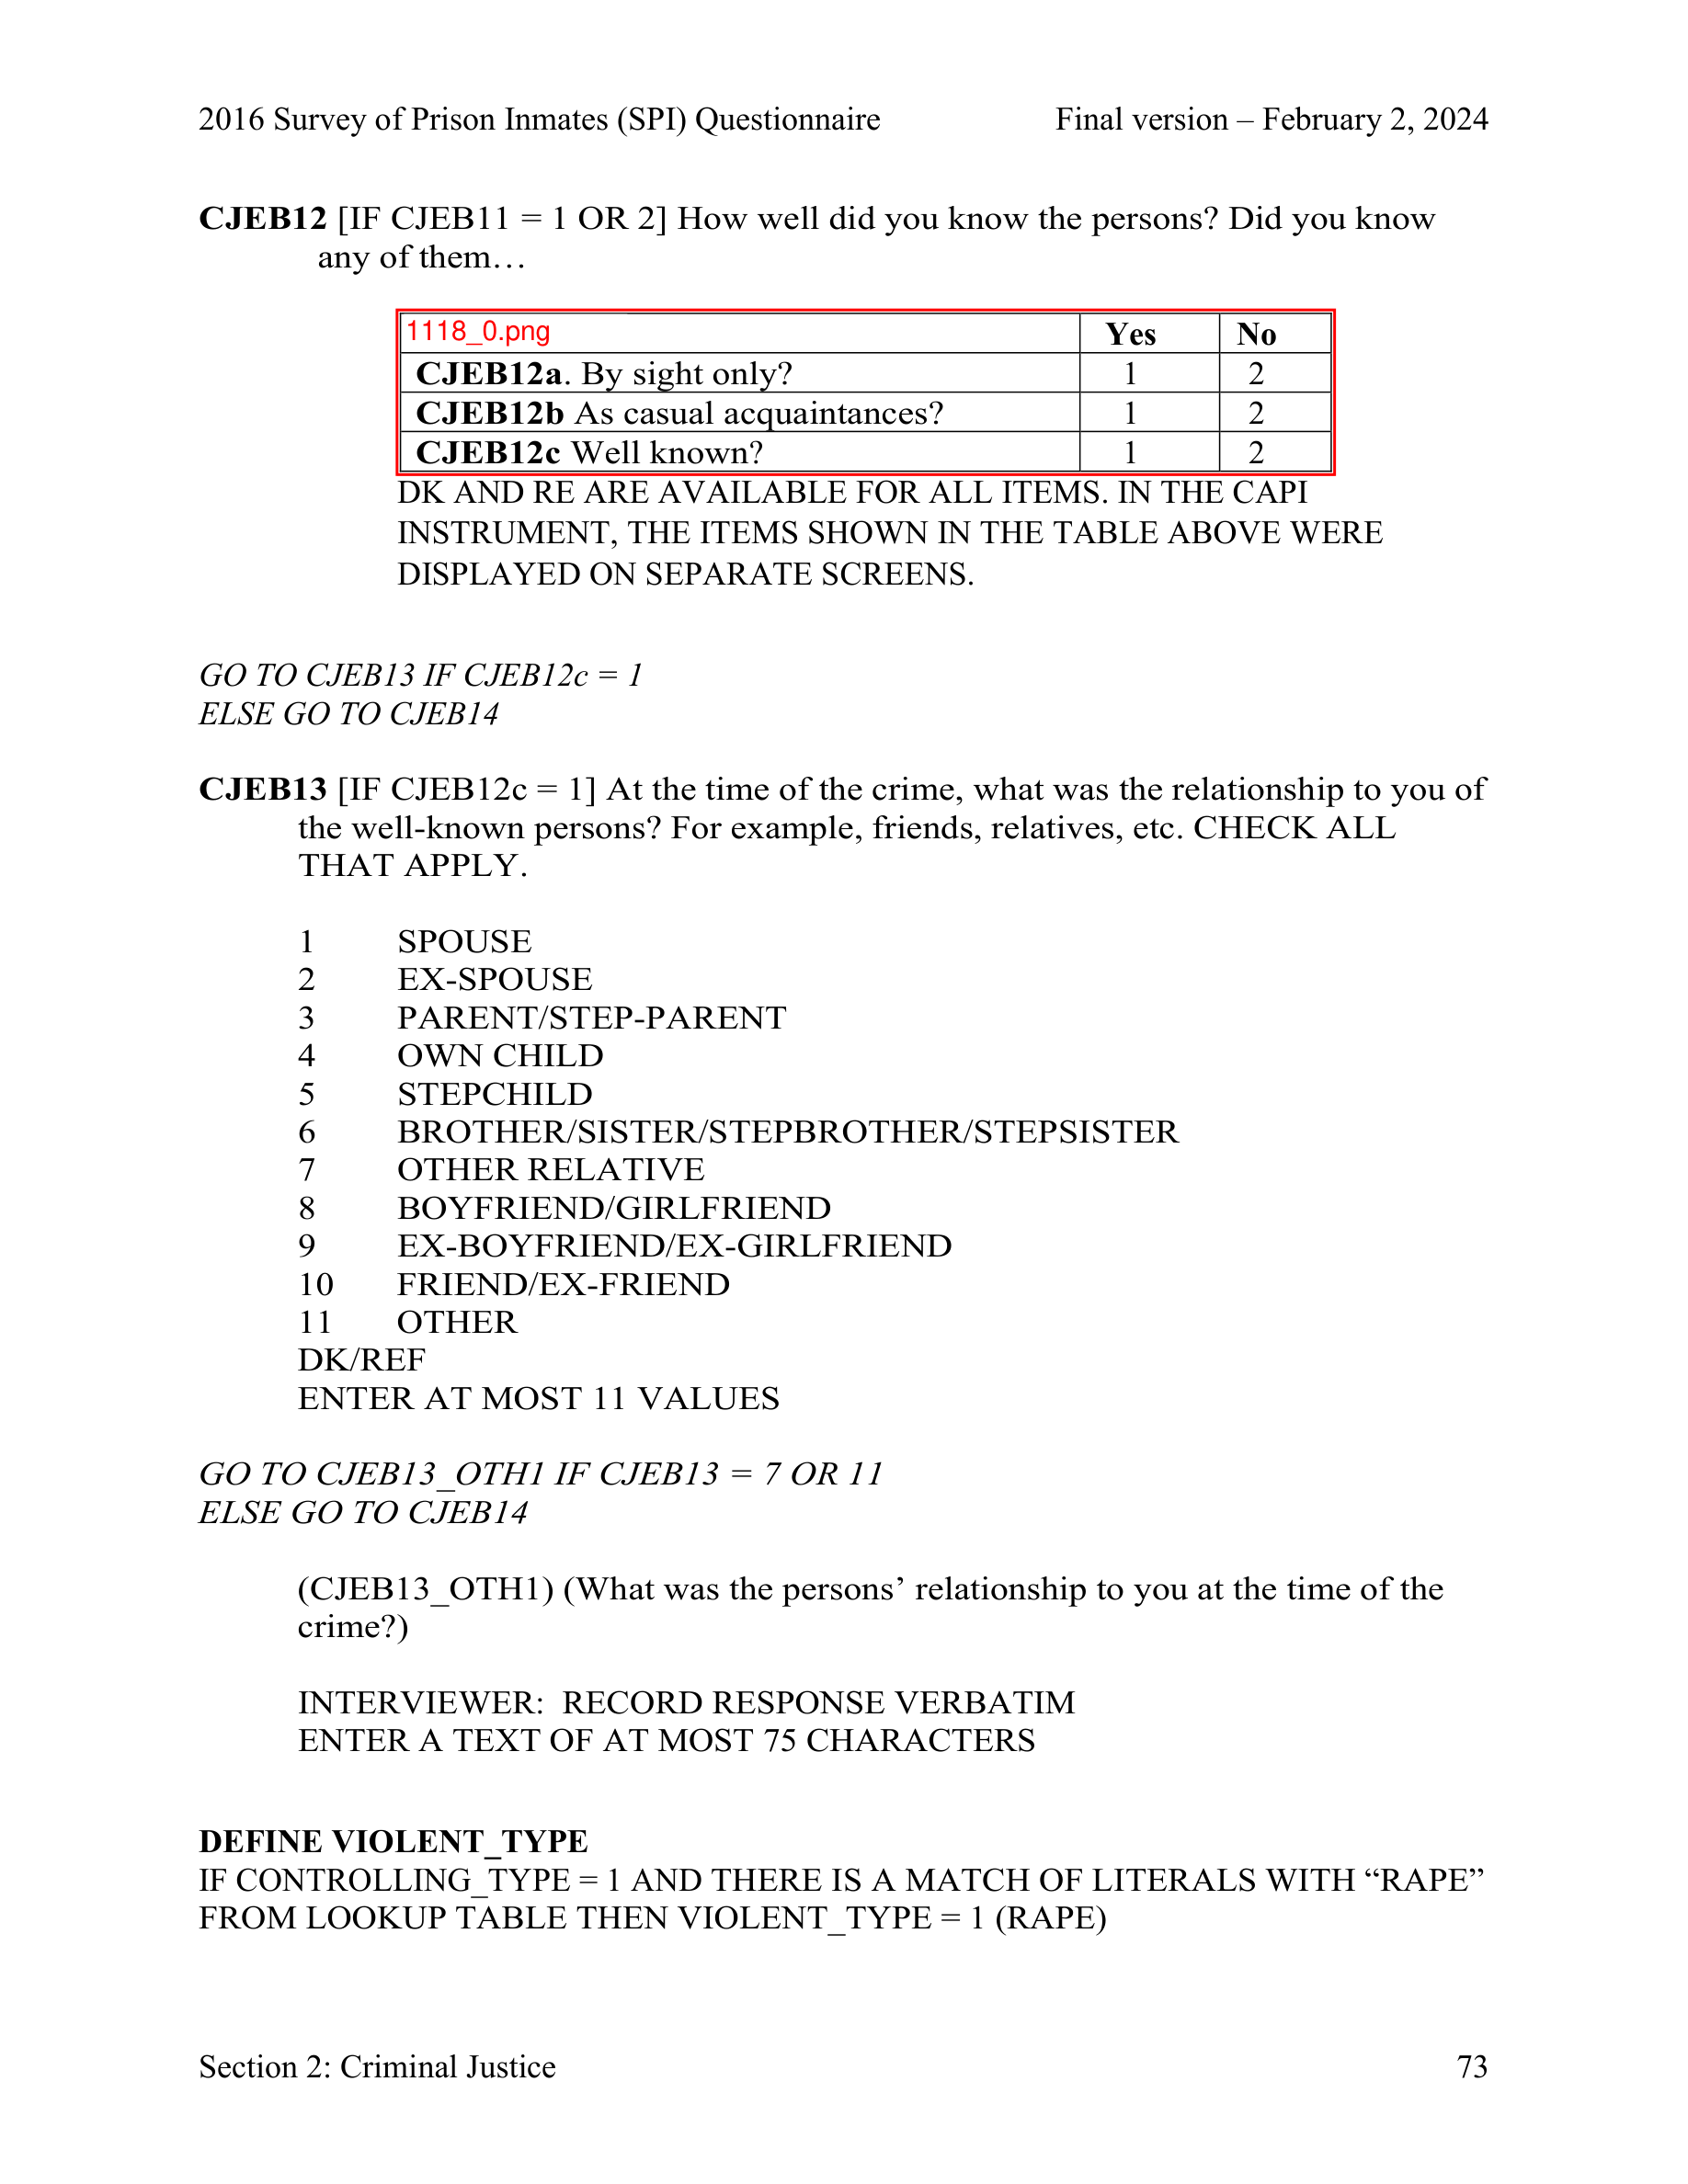 2016 Survey of Prison Inmates (SPI) Questionnaire Final version – February 2, 2024
CJEB12 [IF CJEB11 = 1 OR 2] How well did you know the persons? Did you know
any of them…
1118_0.png Yes No
CJEB12a. By sight only? 1 2
CJEB12b As casual acquaintances? 1 2
CJEB12c Well known? 1 2
DK AND RE ARE AVAILABLE FOR ALL ITEMS. IN THE CAPI
INSTRUMENT, THE ITEMS SHOWN IN THE TABLE ABOVE WERE
DISPLAYED ON SEPARATE SCREENS.
GO TO CJEB13 IF CJEB12c = 1
ELSE GO TO CJEB14
CJEB13 [IF CJEB12c = 1] At the time of the crime, what was the relationship to you of
the well-known persons? For example, friends, relatives, etc. CHECK ALL
THAT APPLY.
1 SPOUSE
2 EX-SPOUSE
3 PARENT/STEP-PARENT
4 OWN CHILD
5 STEPCHILD
6 BROTHER/SISTER/STEPBROTHER/STEPSISTER
7 OTHER RELATIVE
8 BOYFRIEND/GIRLFRIEND
9 EX-BOYFRIEND/EX-GIRLFRIEND
10 FRIEND/EX-FRIEND
11 OTHER
DK/REF
ENTER AT MOST 11 VALUES
GO TO CJEB13_OTH1 IF CJEB13 = 7 OR 11
ELSE GO TO CJEB14
(CJEB13_OTH1) (What was the persons’ relationship to you at the time of the
crime?)
INTERVIEWER: RECORD RESPONSE VERBATIM
ENTER A TEXT OF AT MOST 75 CHARACTERS
DEFINE VIOLENT_TYPE
IF CONTROLLING_TYPE = 1 AND THERE IS A MATCH OF LITERALS WITH “RAPE”
FROM LOOKUP TABLE THEN VIOLENT_TYPE = 1 (RAPE)
Section 2: Criminal Justice 73